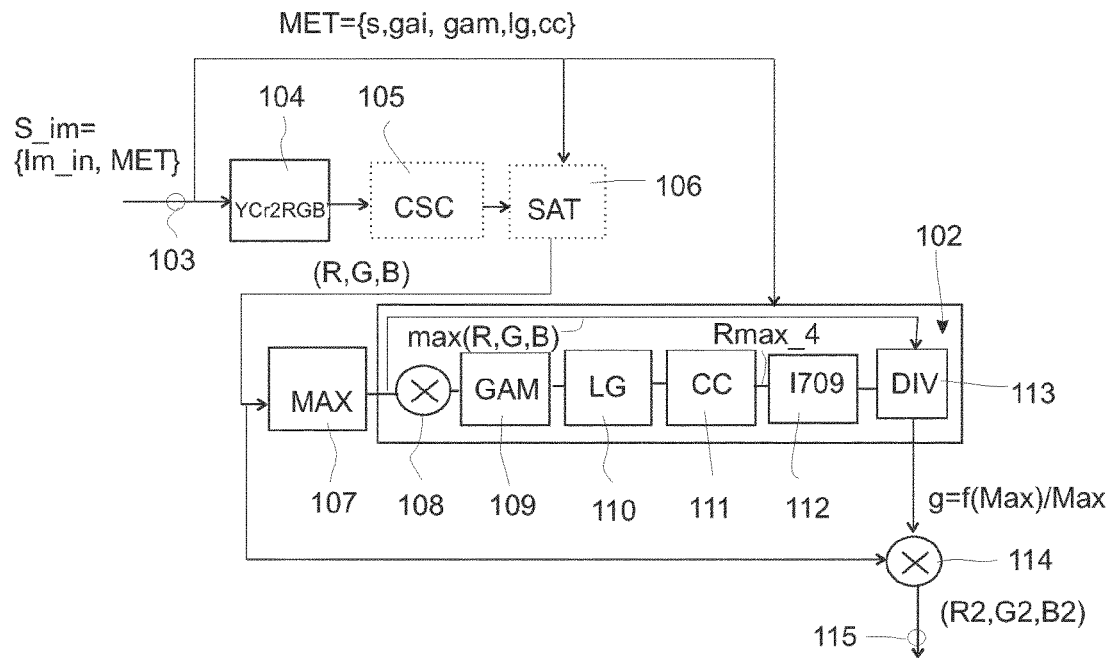 MET={s,gai, gam,lg,cc}
104
105
S_im=
{Im_in, MET}
YCr2RGB
CSC
SAT
106
103
(R,G,B)
102
max(R,G,B)
Rmax_4
MAX
GAM
LG
CC
I709
DIV
113
107
108
109
110
111
112
g=f(Max)/Max
114
(R2,G2,B2)
115